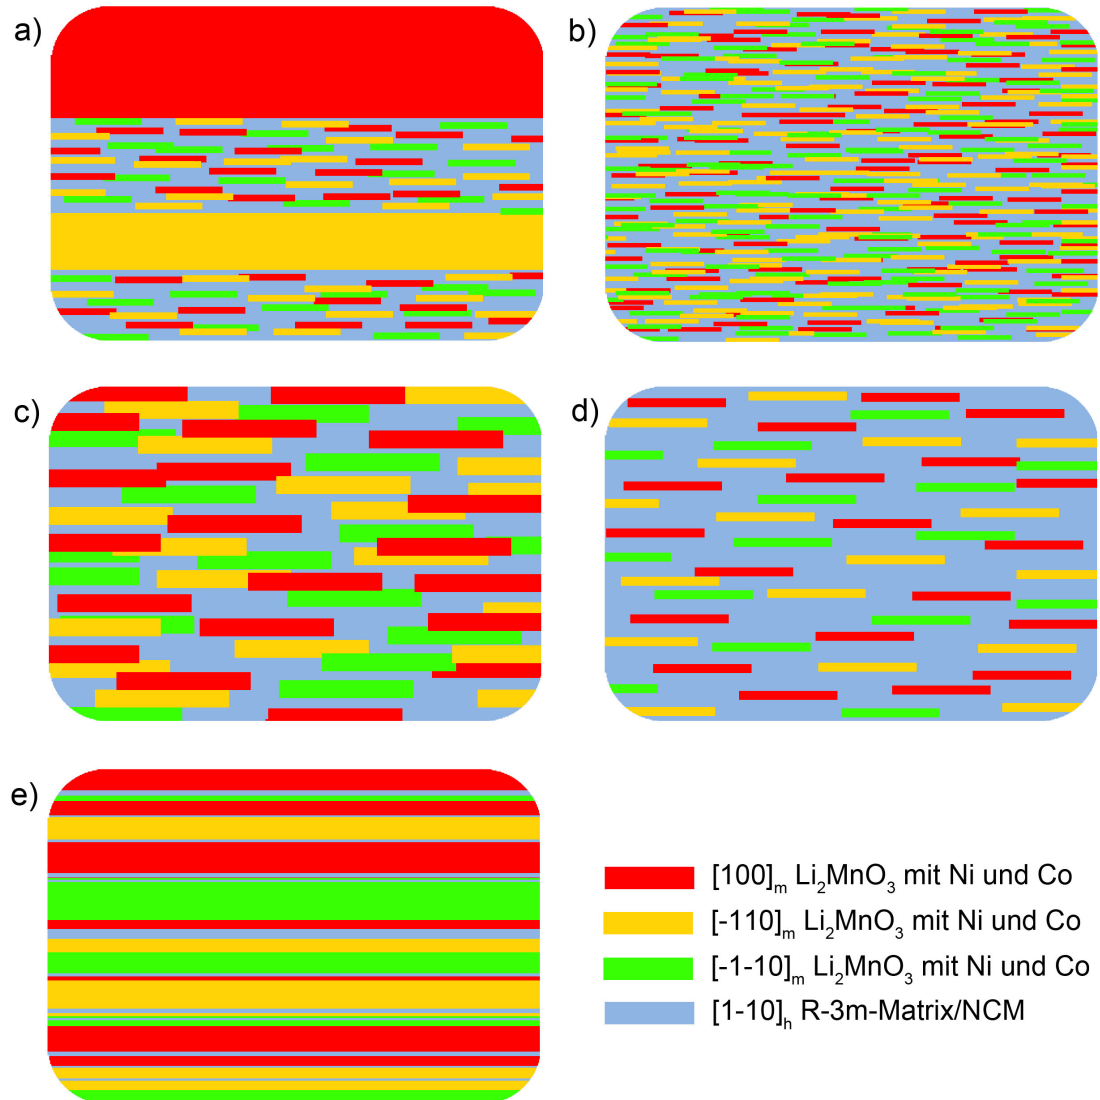 a)
b)
c)
d)
e)
[100]m Li2MnO3 mit Ni und Co
[-110]m Li2MnO3 mit Ni und Co
[-1-10]m Li2MnO3 mit Ni und Co
[1-10]h R-3m-Matrix/NCM